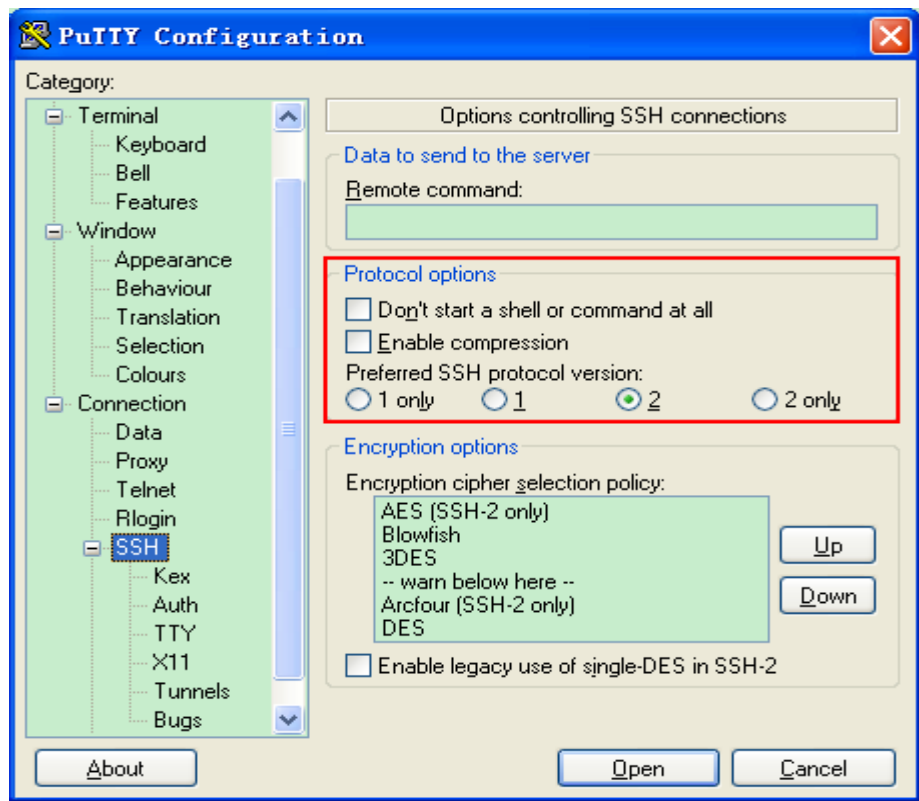 PuTTY Configuration
Category:
Terminal
Keyboard
Bell
Features
Window
Appearance
Behaviour
Translation
Selection
Colours
Connection
Data
Proxy
Telnet
Rlogin
SSH
Kex
Auth
TTY
X11
Tunnels
Bugs
Options controlling SSH connections
Data to send to the server
Remote command:
Protocol options
Don't start a shell or command at all
Enable compression
Preferred SSH protocol version:
1 only 1 2 2 only
Encryption options
Encryption cipher selection policy:
AES (SSH-2 only)
Blowfish
3DES
-- warn below here --
Arcfour (SSH-2 only)
DES
Up
Down
Enable legacy use of single-DES in SSH-2
About Open Cancel